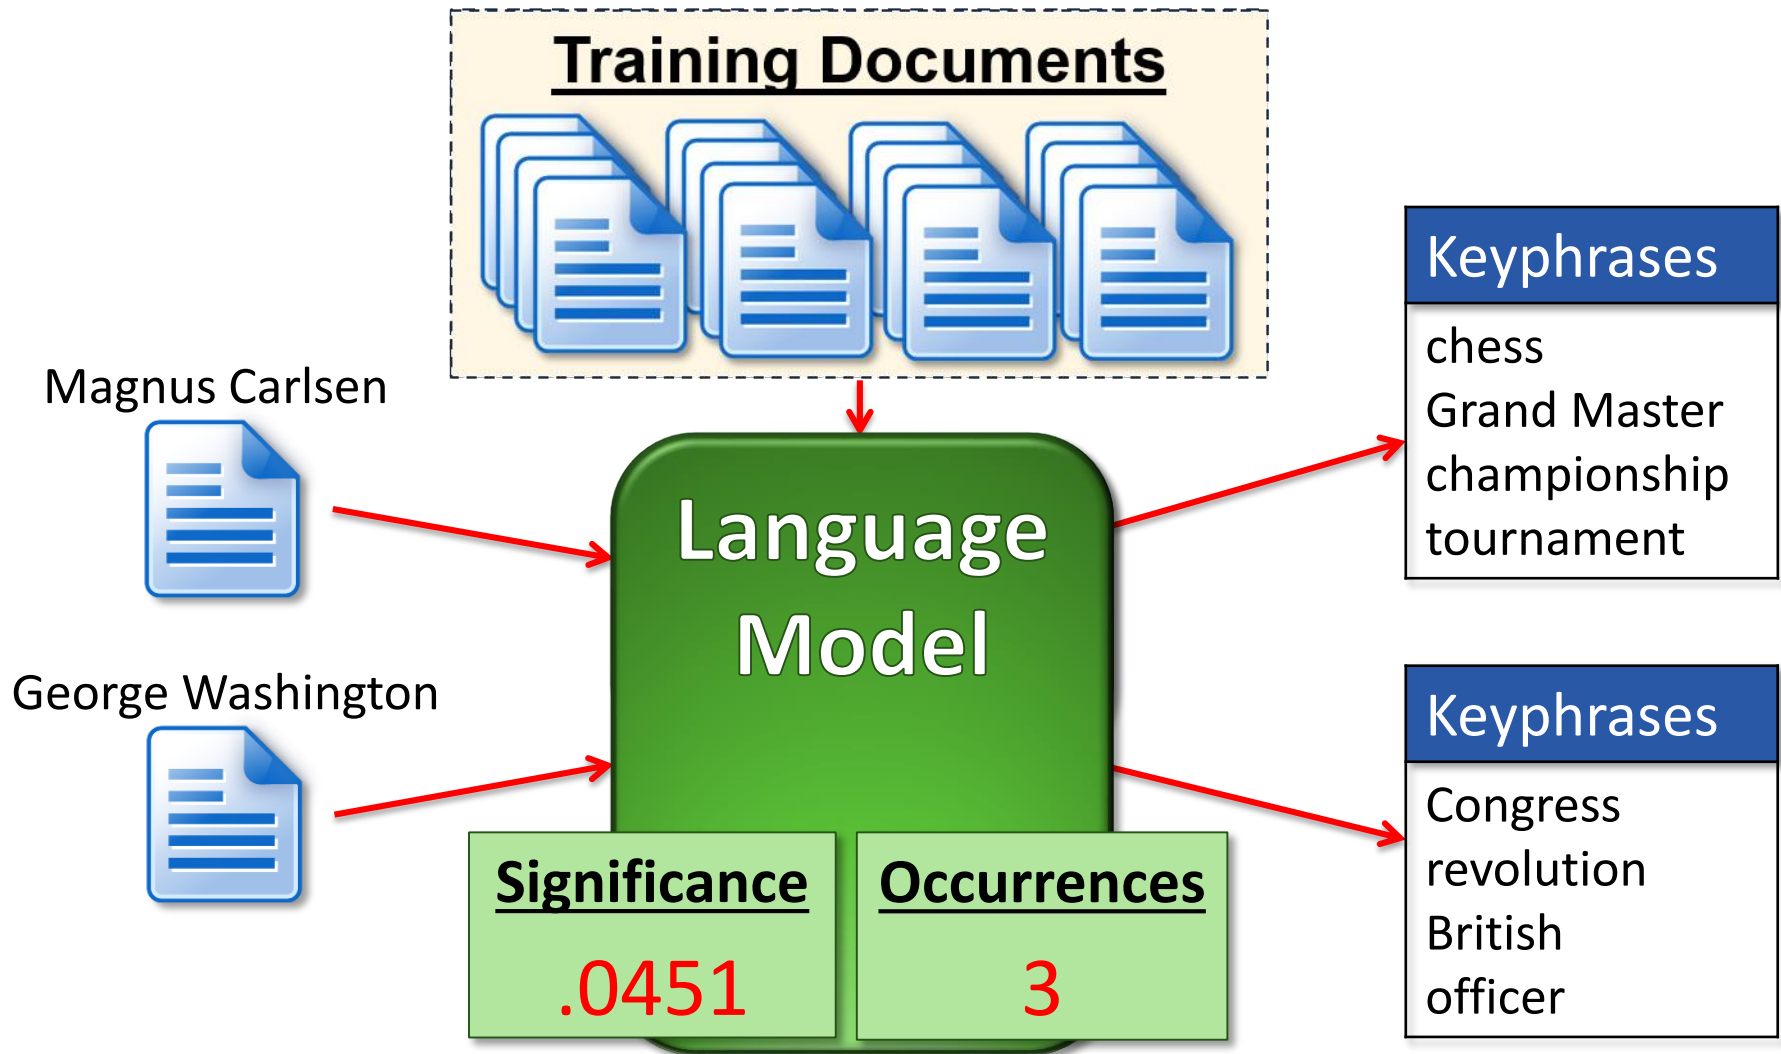 Training Documents
Magnus Carlsen
George Washington
Language
Model
Significance
.0451
Occurrences
3
Keyphrases
chess
Grand Master
championship
tournament
Keyphrases
Congress
revolution
British
officer